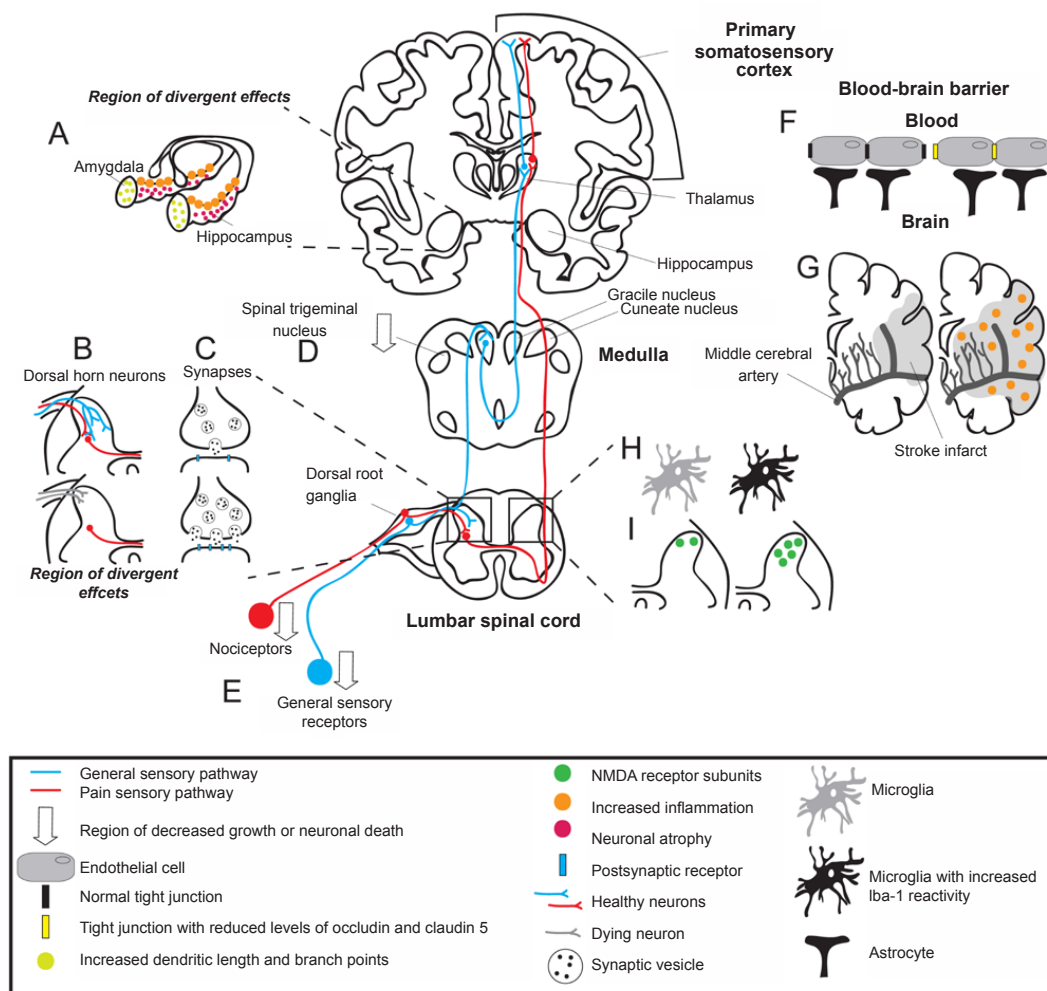 Primary
somatosensory
cortex
Region of divergent effects
Blood-brain barrier
Blood
A
F
Amygdala
Hippocampus
Thalamus
Brain
Hippocampus
G
Gracile nucleus
Cuneate nucleus
Spinal trigeminal
nucleus
D
Medulla
Middle cerebral
artery
B
C
Dorsal horn neurons
Synapses
Stroke infarct
H
Dorsal root
ganglia
I
Region of divergent
effcets
Lumbar spinal cord
Nociceptors
E
General sensory
receptors
General sensory pathway
Pain sensory pathway
Region of decreased growth or neuronal death
Endothelial cell
Normal tight junction
Tight junction with reduced levels of occludin and claudin 5
Increased dendritic length and branch points
NMDA receptor subunits
Increased inflammation
Neuronal atrophy
Postsynaptic receptor
Healthy neurons
Dying neuron
Synaptic vesicle
Microglia
Microglia with increased
Iba-1 reactivity
Astrocyte